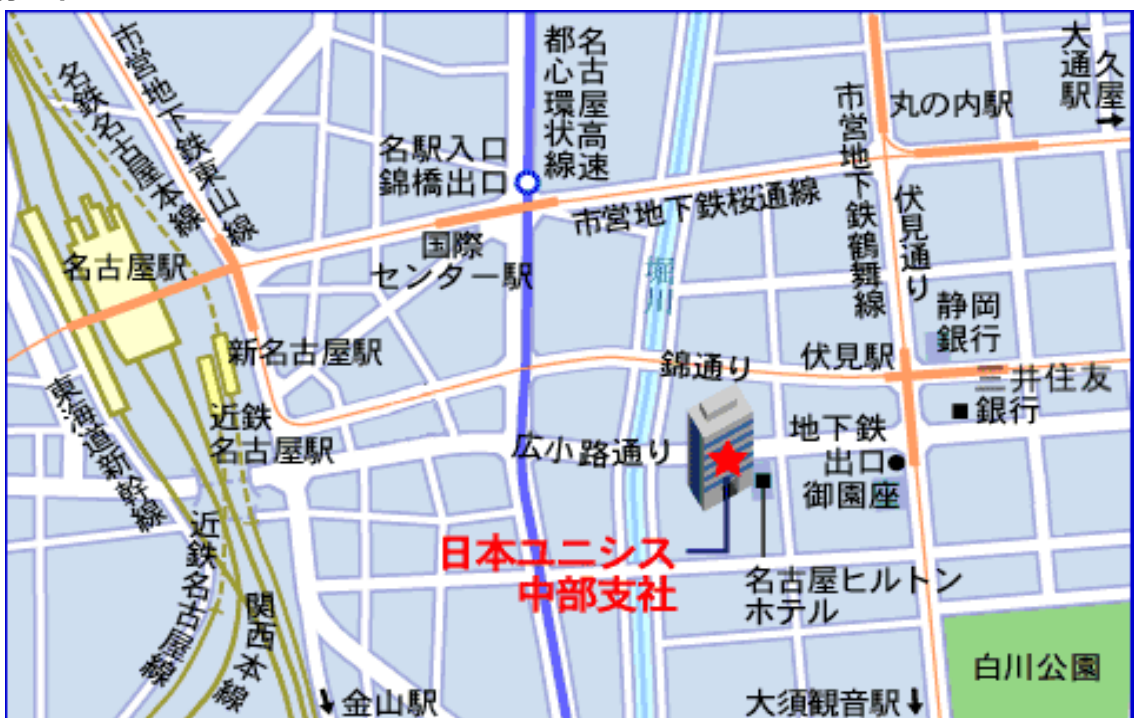 市営地下鉄東山線
名鉄名古屋本線
名古屋高速
都心環状線
久屋
大通駅
丸の内駅
名駅入口
錦橋出口
市営地下鉄桜通線
市営地下鉄鶴舞線
伏見通り
国際
センター駅
名古屋駅
堀川
静岡
銀行
新名古屋駅
錦通り
伏見駅
三井住友
銀行
東海道新幹線
近鉄
名古屋駅
広小路通り
地下鉄
出口
御園座
日本ユニシス
中部支社
名古屋ヒルトン
ホテル
近鉄名古屋線
関西本線
白川公園
金山駅
大須観音駅